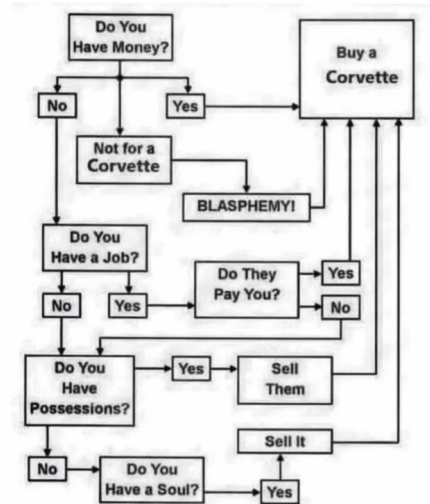 Do You
Have Money?
Buy a
Corvette
No
Yes
Not for a
Corvette
BLASPHEMY!
Do You
Have a Job?
Do They
Pay You?
Yes
No
No
Yes
Do You
Have
Possessions?
Yes
Sell
Them
Sell It
No
Do You
Have a Soul?
Yes